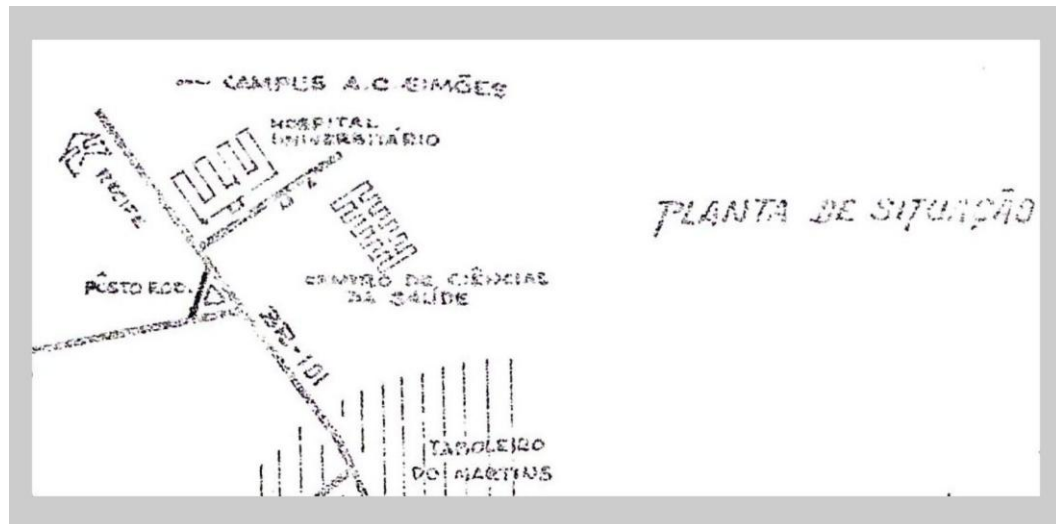 CAMPUS A.C. SIMÕES
HOSPITAL
UNIVERSITÁRIO
RECIFE
PLANTA DE SITUAÇÃO
CENTRO DE CIÊNCIAS
DA SAÚDE
PÔSTO
BR-101
TABOLEIRO
DO MARTINS